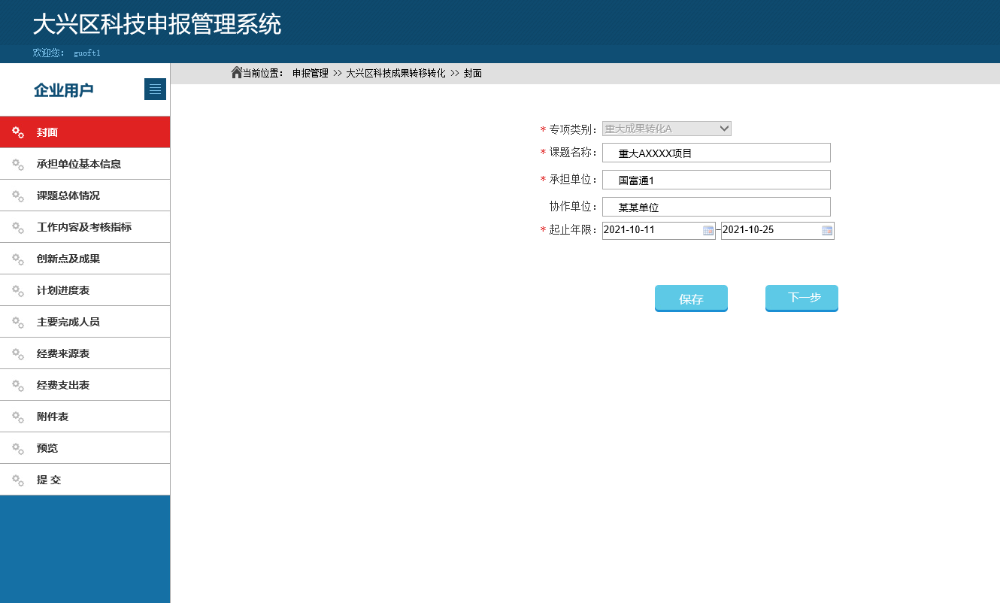 大兴区科技申报管理系统
欢迎您： guoft1
企业用户
当前位置： 申报管理 >> 大兴区科技成果转移转化 >> 封面
封面
承担单位基本信息
课题总体情况
工作内容及考核指标
创新点及成果
计划进度表
主要完成人员
经费来源表
经费支出表
附件表
预览
提 交
* 专项类别： 重大成果转化A
* 课题名称： 重大AXXXX项目
* 承担单位： 国富通1
协作单位： 某某单位
* 起止年限： 2021-10-11 - 2021-10-25
保存 下一步